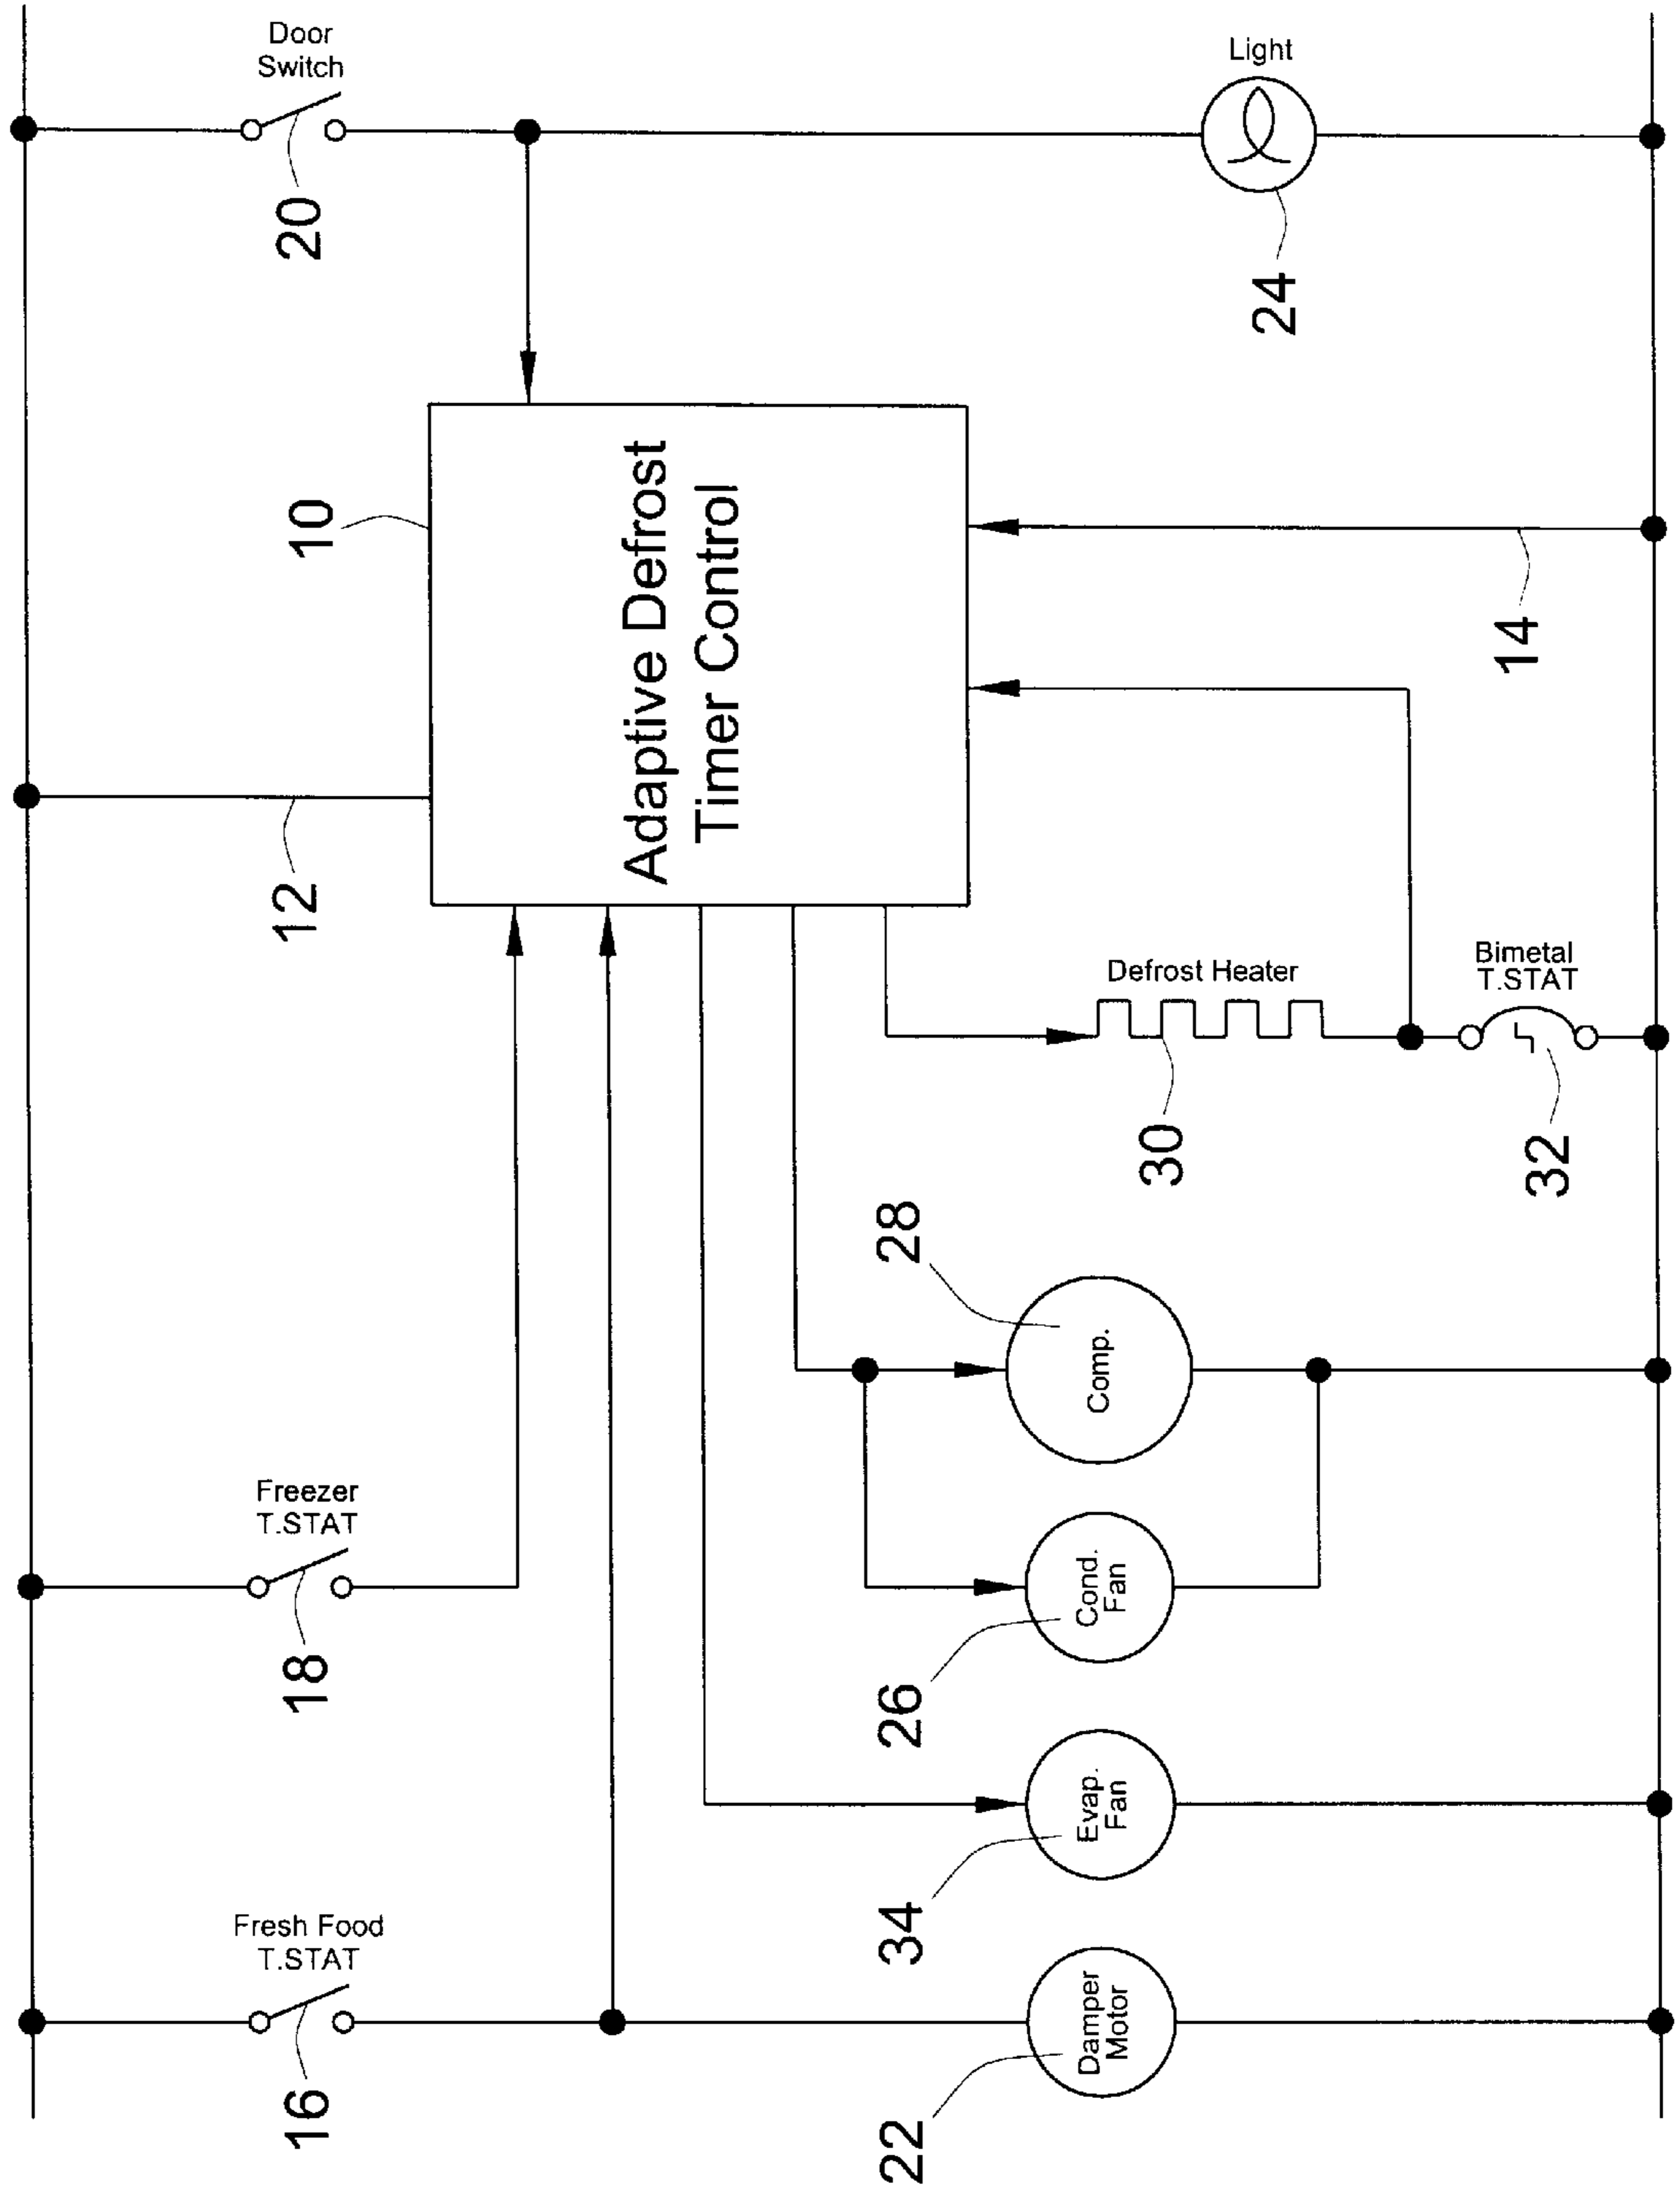 Door
Switch
20
Light
24
10
Adaptive Defrost
Timer Control
12
14
Defrost Heater
30
Bimetal
T.STAT
32
28
Comp.
Freezer
T.STAT
18
Cond.
Fan
26
Evap.
Fan
34
Fresh Food
T.STAT
16
Damper
Motor
22